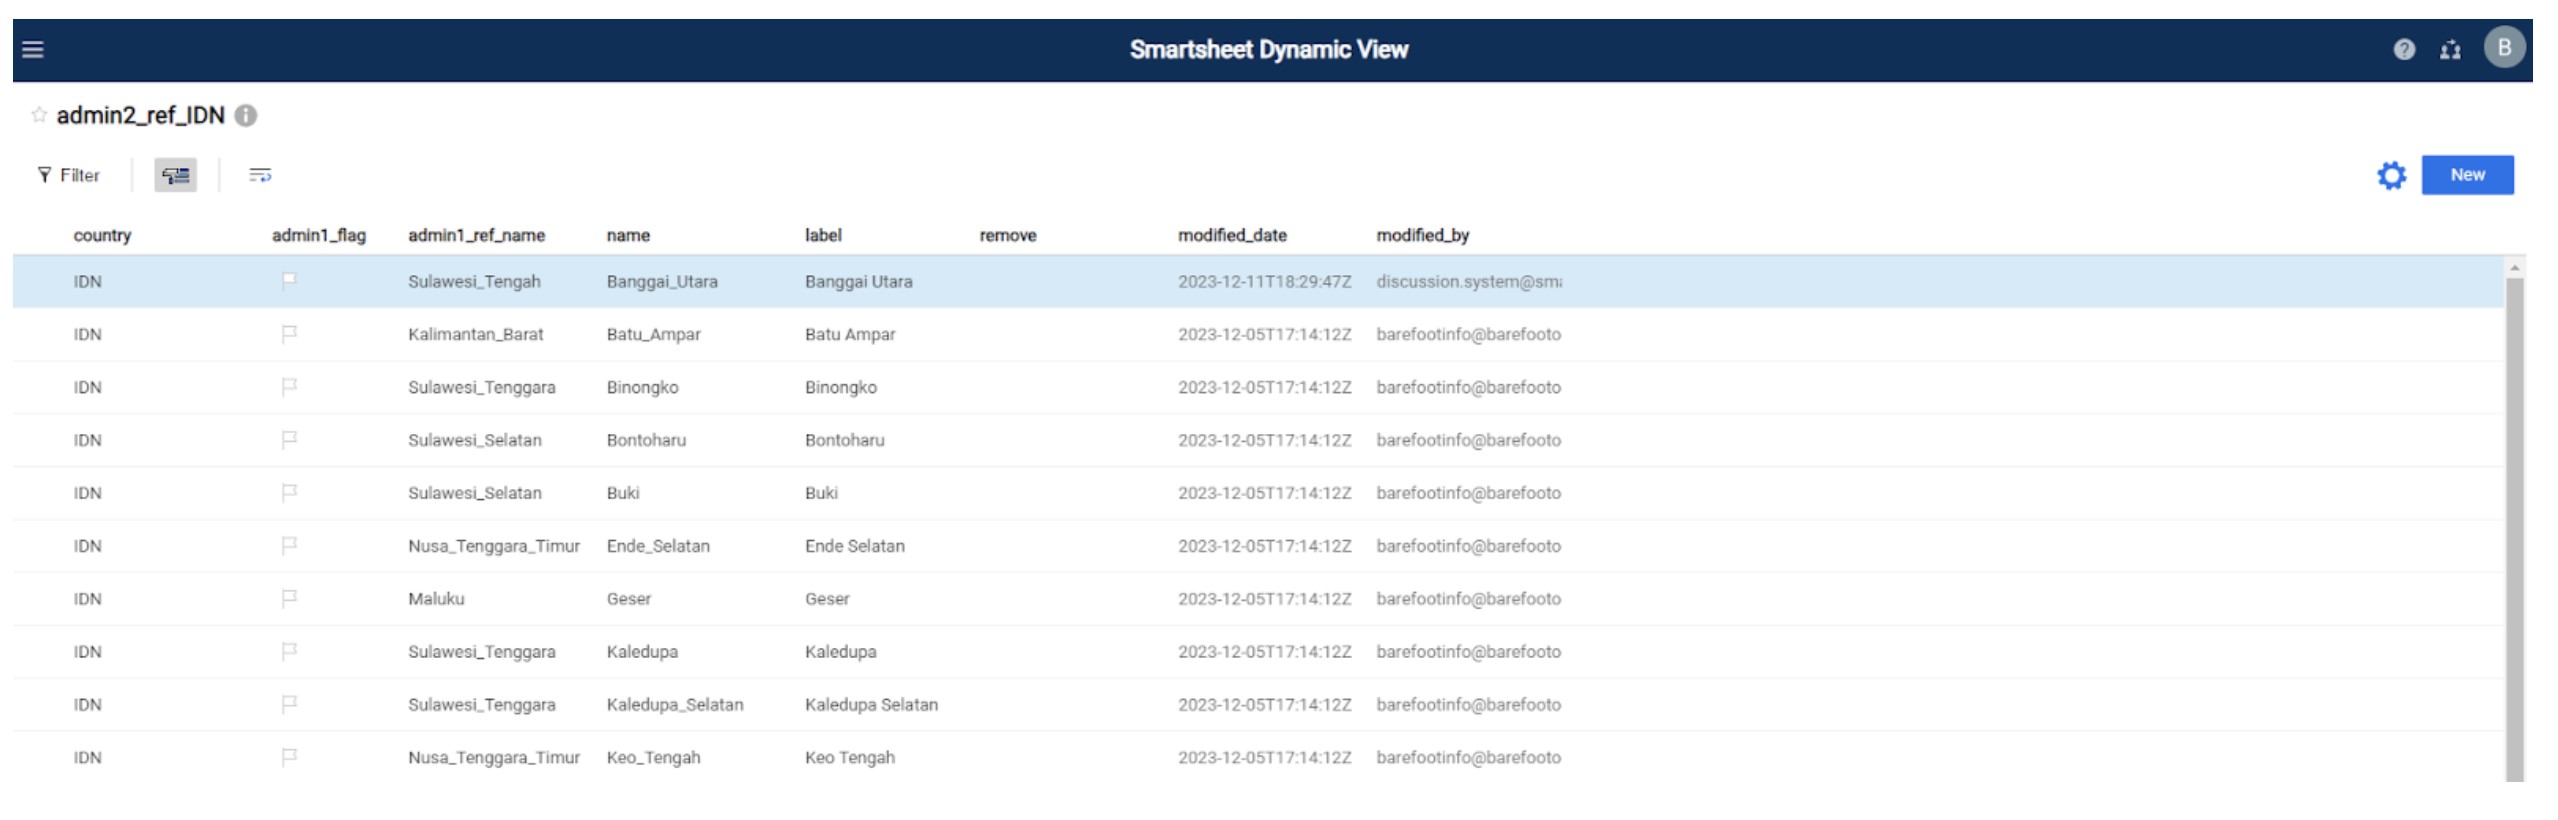 Smartsheet Dynamic View
B
admin2_ref_IDN
Filter
New
country admin1_flag admin1_ref_name name label remove modified_date modified_by
IDN Sulawesi_Tengah Banggai_Utara Banggai Utara 2023-12-11T18:29:47Z discussion.system@sma
IDN Kalimantan_Barat Batu_Ampar Batu Ampar 2023-12-05T17:14:12Z barefootinfo@barefooto
IDN Sulawesi_Tenggara Binongko Binongko 2023-12-05T17:14:12Z barefootinfo@barefooto
IDN Sulawesi_Selatan Bontoharu Bontoharu 2023-12-05T17:14:12Z barefootinfo@barefooto
IDN Sulawesi_Selatan Buki Buki 2023-12-05T17:14:12Z barefootinfo@barefooto
IDN Nusa_Tenggara_Timur Ende_Selatan Ende Selatan 2023-12-05T17:14:12Z barefootinfo@barefooto
IDN Maluku Geser Geser 2023-12-05T17:14:12Z barefootinfo@barefooto
IDN Sulawesi_Tenggara Kaledupa Kaledupa 2023-12-05T17:14:12Z barefootinfo@barefooto
IDN Sulawesi_Tenggara Kaledupa_Selatan Kaledupa Selatan 2023-12-05T17:14:12Z barefootinfo@barefooto
IDN Nusa_Tenggara_Timur Keo_Tengah Keo Tengah 2023-12-05T17:14:12Z barefootinfo@barefooto